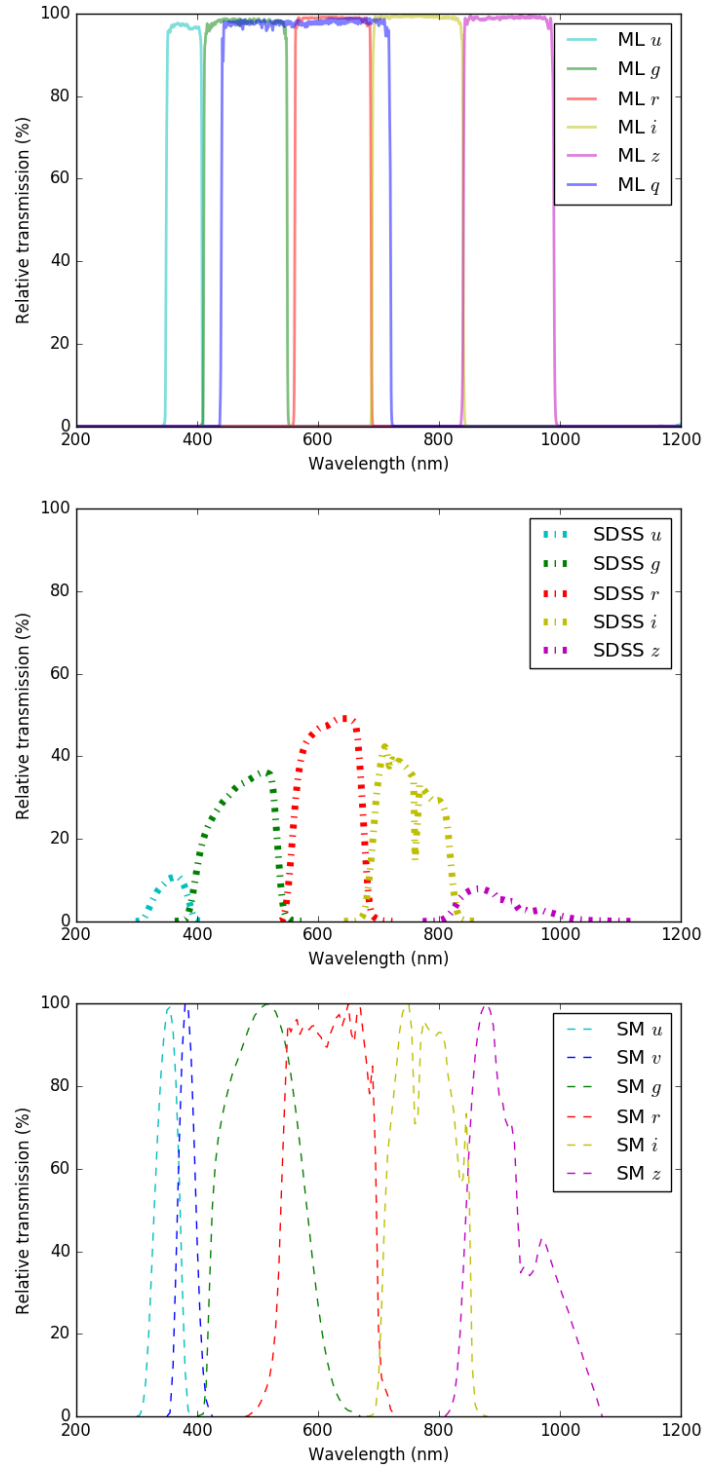 100
80
60
40
20
0
Relative transmission (%)
ML u
ML g
ML r
ML i
ML z
ML q
200 400 600 800 1000 1200
Wavelength (nm)
100
80
60
40
20
0
Relative transmission (%)
SDSS u
SDSS g
SDSS r
SDSS i
SDSS z
200 400 600 800 1000 1200
Wavelength (nm)
100
80
60
40
20
0
Relative transmission (%)
SM u
SM v
SM g
SM r
SM i
SM z
200 400 600 800 1000 1200
Wavelength (nm)